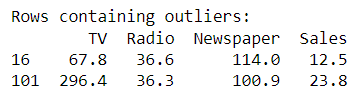 Rows containing outliers:
TV Radio Newspaper Sales
16 67.8 36.6 114.0 12.5
101 296.4 36.3 100.9 23.8